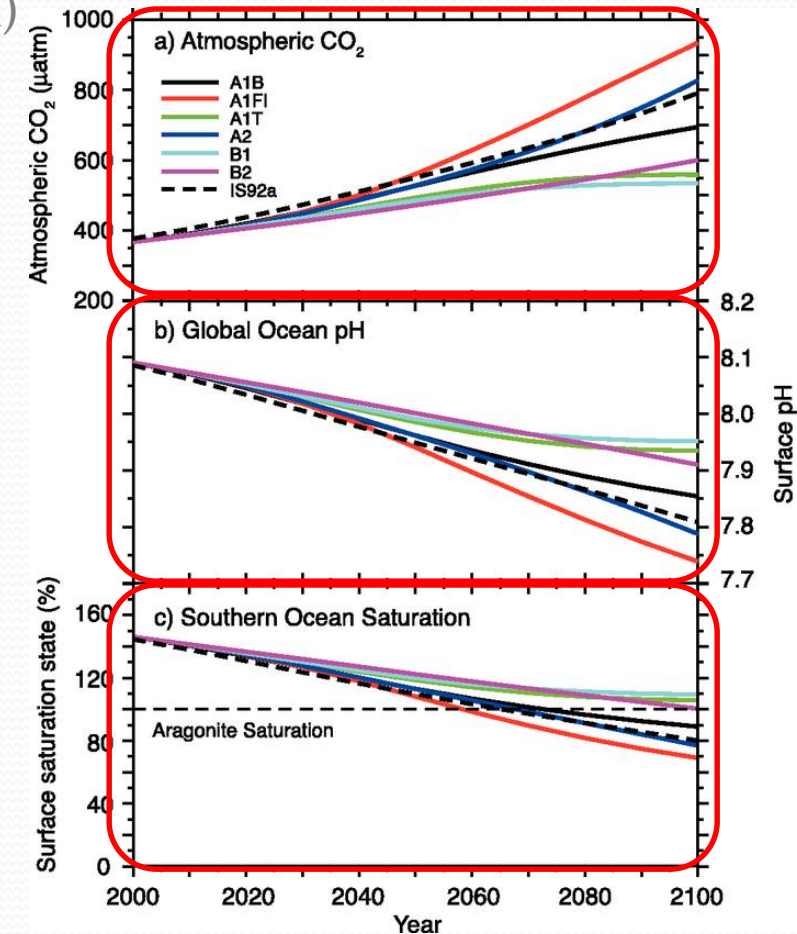 )
1000
800
600
400
200
Atmospheric CO2 (µatm)
a) Atmospheric CO2
A1B
A1FI
A1T
A2
B1
B2
IS92a
b) Global Ocean pH
8.2
8.1
8.0
7.9
7.8
7.7
Surface pH
c) Southern Ocean Saturation
160
120
80
40
0
Surface saturation state (%)
Aragonite Saturation
2000 2020 2040 2060 2080 2100
Year